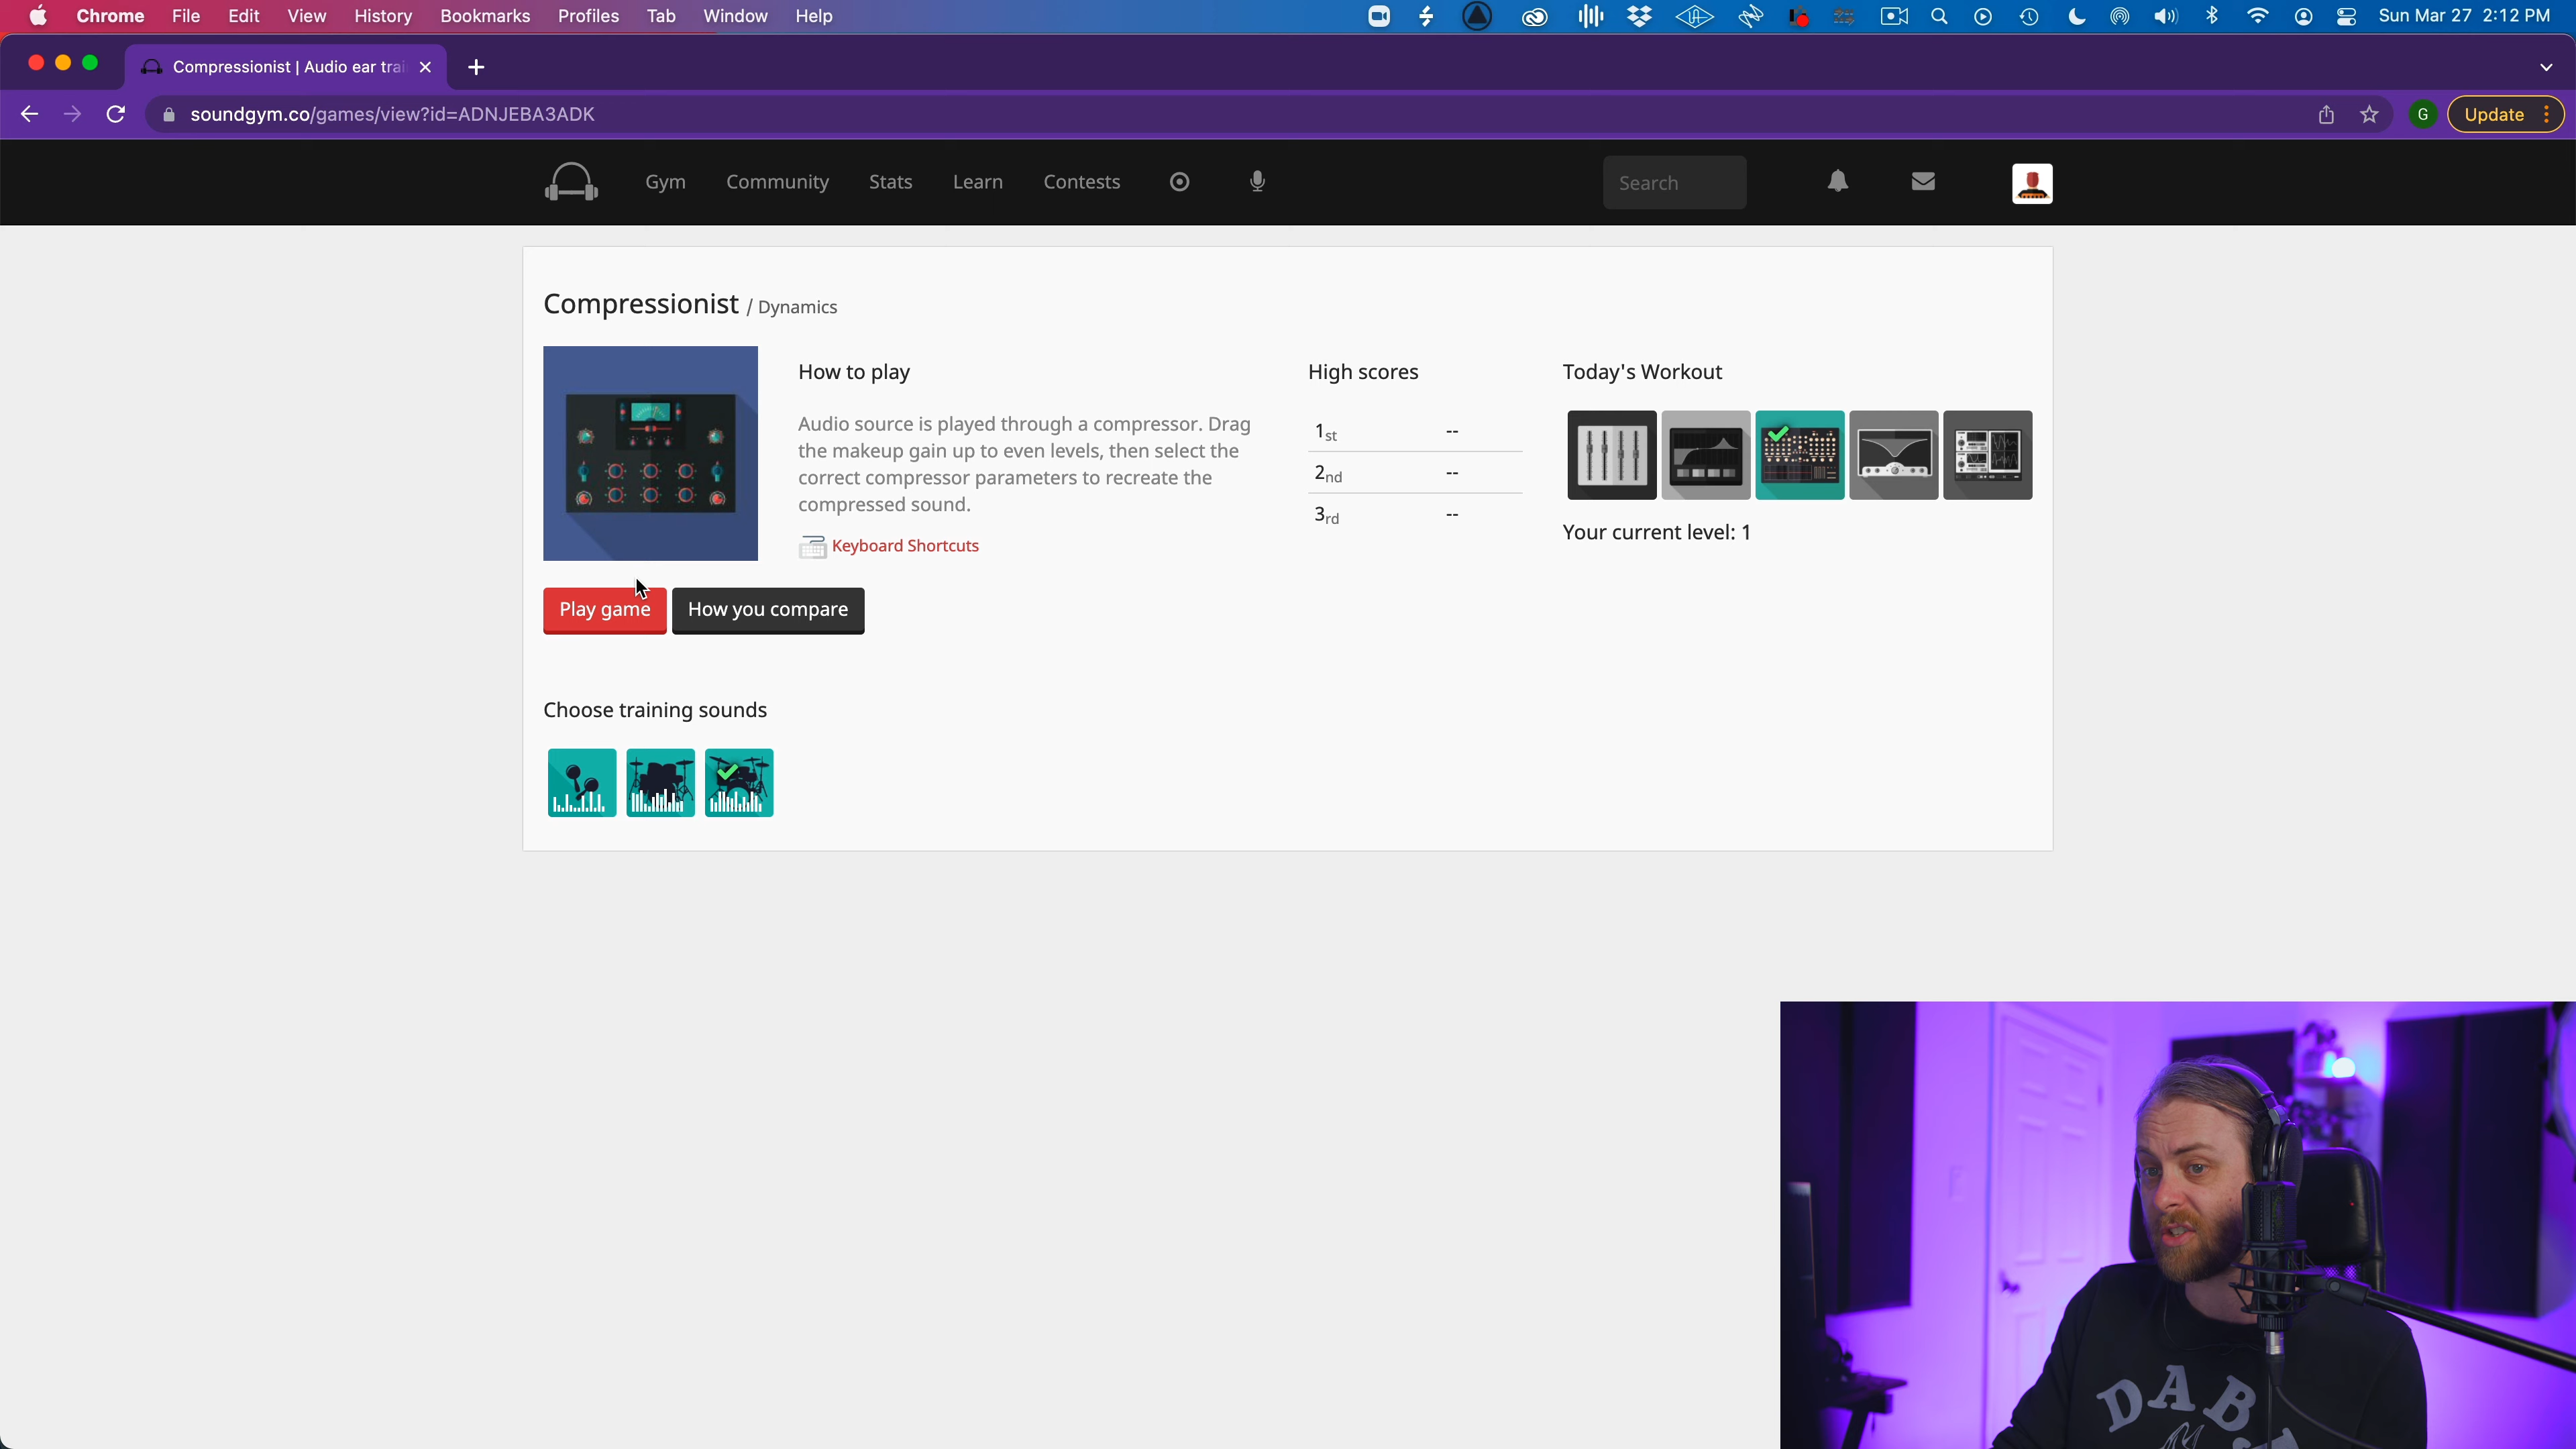 Chrome File Edit View History Bookmarks Profiles Tab Window Help
Sun Mar 27 2:12 PM
Compressionist | Audio ear trai
soundgym.co/games/view?id=ADNJEBA3ADK
G
Update
Gym Community Stats Learn Contests
Search
Compressionist / Dynamics
How to play
High scores
Today's Workout
Audio source is played through a compressor. Drag
the makeup gain up to even levels, then select the
correct compressor parameters to recreate the
compressed sound.
Keyboard Shortcuts
1st --
2nd --
3rd --
Your current level: 1
Play game
How you compare
Choose training sounds
DAB